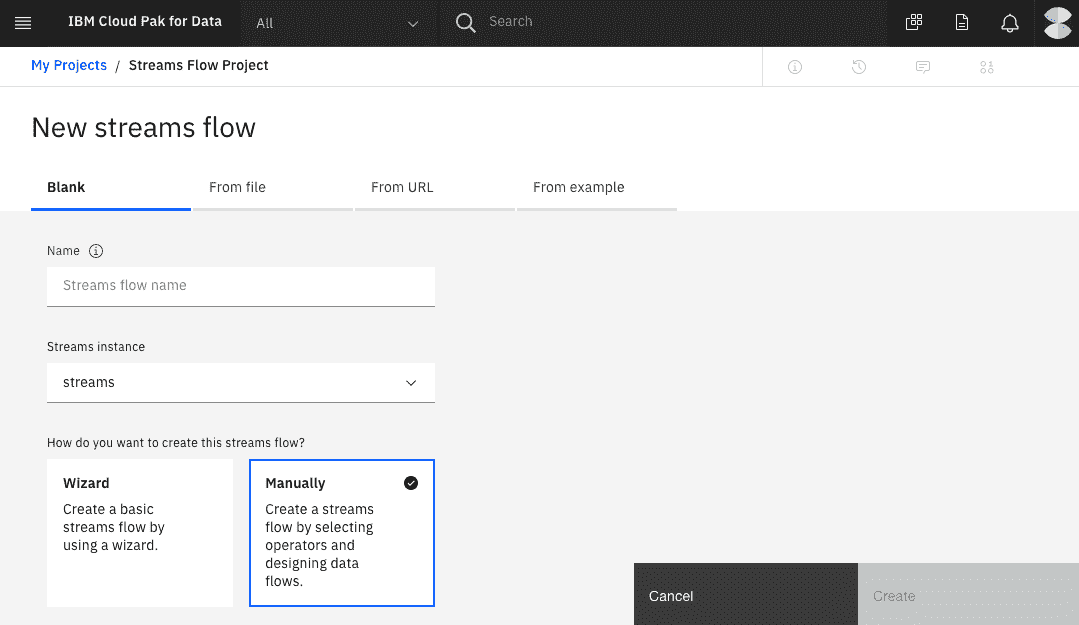 IBM Cloud Pak for Data
All
Search
My Projects / Streams Flow Project
New streams flow
Blank
From file
From URL
From example
Name
Streams flow name
Streams instance
streams
How do you want to create this streams flow?
Wizard
Create a basic
streams flow by
using a wizard.
Manually
Create a streams
flow by selecting
operators and
designing data
flows.
Cancel
Create